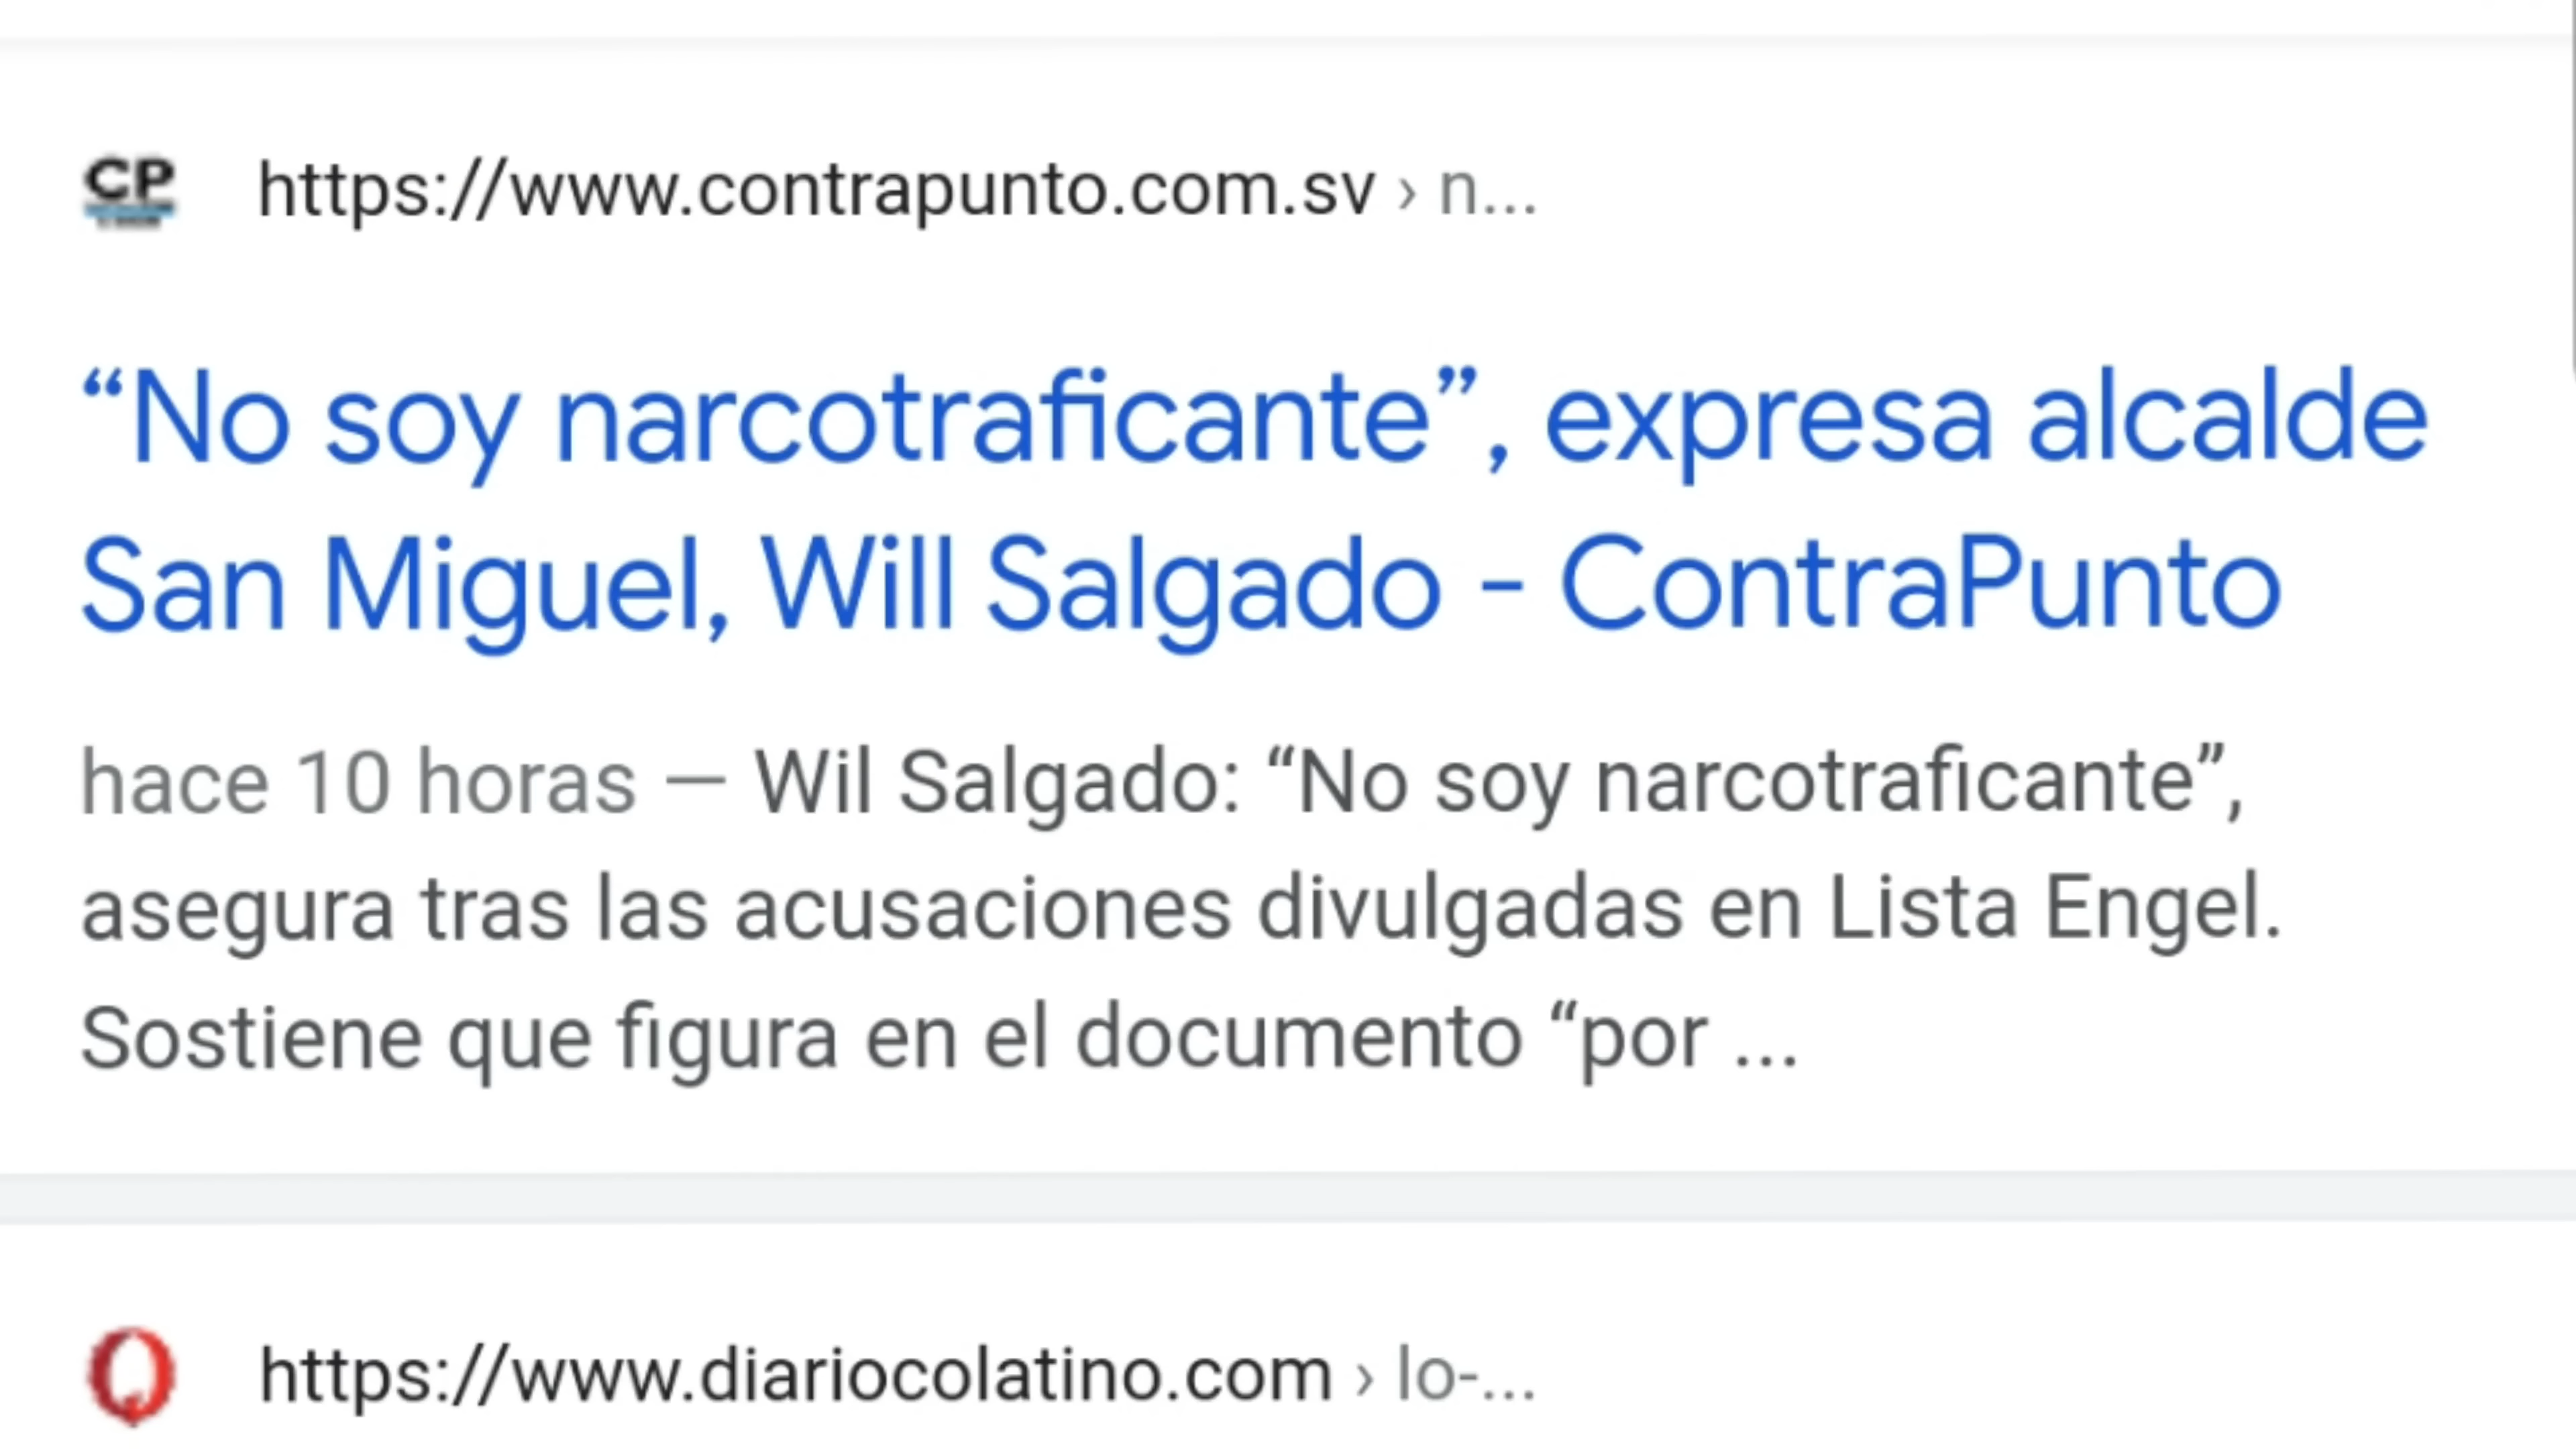 CP
https://www.contrapunto.com.sv › n...
“No soy narcotraficante”, expresa alcalde
San Miguel, Will Salgado - ContraPunto
hace 10 horas — Wil Salgado: “No soy narcotraficante”,
asegura tras las acusaciones divulgadas en Lista Engel.
Sostiene que figura en el documento “por ...
https://www.diariocolatino.com › lo-...